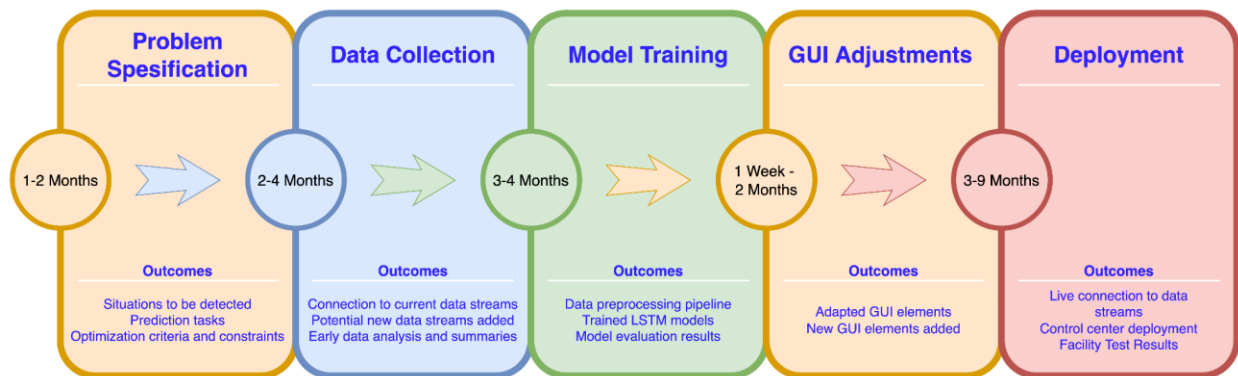 Problem
Spesification
1-2 Months
Outcomes
Situations to be detected
Prediction tasks
Optimization criteria and constraints
Data Collection
2-4 Months
Outcomes
Connection to current data streams
Potential new data streams added
Early data analysis and summaries
Model Training
3-4 Months
Outcomes
Data preprocessing pipeline
Trained LSTM models
Model evaluation results
GUI Adjustments
1 Week -
2 Months
Outcomes
Adapted GUI elements
New GUI elements added
Deployment
3-9 Months
Outcomes
Live connection to data
streams
Control center deployment
Facility Test Results